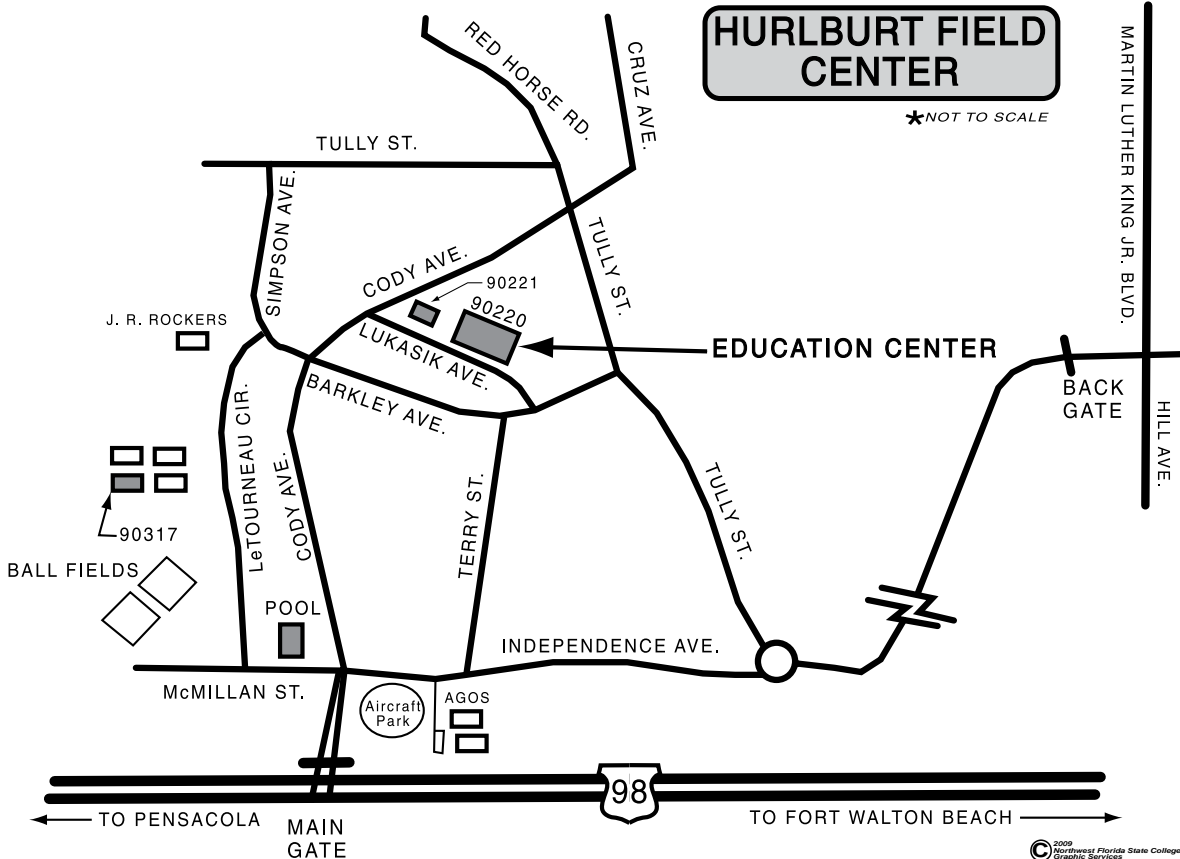 HURLBURT FIELD
CENTER
*NOT TO SCALE
RED HORSE RD.
CRUZ AVE.
MARTIN LUTHER KING JR. BLVD.
TULLY ST.
SIMPSON AVE.
CODY AVE.
TULLY ST.
90221
90220
J. R. ROCKERS
LUKASIK AVE.
EDUCATION CENTER
BARKLEY AVE.
BACK
GATE
HILL AVE.
LeTOURNEAU CIR.
CODY AVE.
TERRY ST.
TULLY ST.
90317
BALL FIELDS
POOL
INDEPENDENCE AVE.
McMILLAN ST.
Aircraft
Park
AGOS
98
TO PENSACOLA
MAIN
GATE
TO FORT WALTON BEACH
© 2009
Northwest Florida State College
Graphic Services